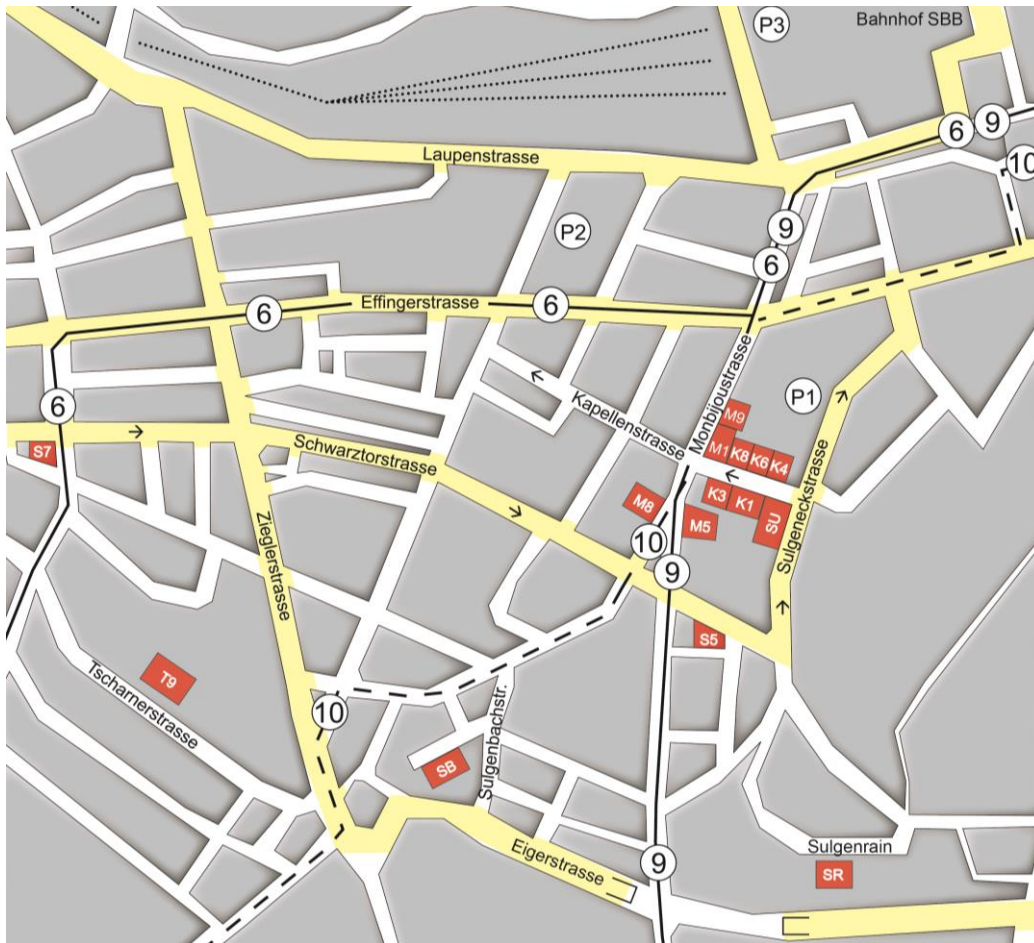 P3
Bahnhof SBB
6
9
10
Laupenstrasse
P2
9
6
Effingerstrasse
6
6
6
Kapellenstrasse
Monbijoustrasse
P1
M9
M1
K8
K6
K4
S7
Schwarztorstrasse
K3
K1
SU
M8
M5
Sulgeneckstrasse
10
9
Zieglerstrasse
S5
T9
Tscharnerstrasse
10
SB
Sulgenbachstr.
Eigerstrasse
9
Sulgenrain
SR